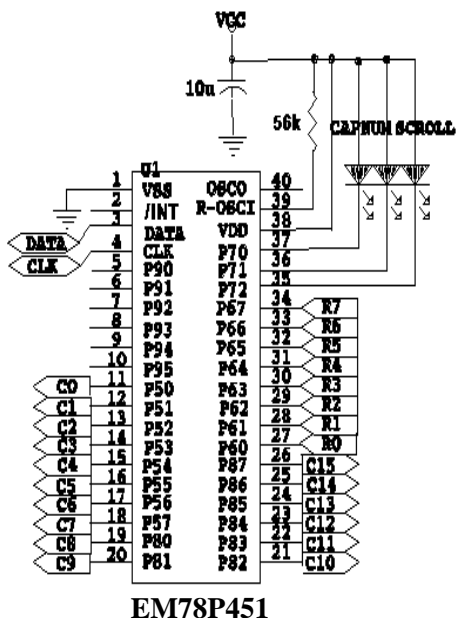 VCC
10u
56k
CAP NUM SCROLL
U1
1 VSS OSCO 40
2 /INT R-OSCI 39
3 DATA VDD 38
DATA
4 CLK P70 37
CLK
5 P90 P71 36
6 P91 P72 35
7 P92 P67 34 R7
8 P93 P66 33 R6
9 P94 P65 32 R5
10 P95 P64 31 R4
C0 11 P50 P63 30 R3
C1 12 P51 P62 29 R2
C2 13 P52 P61 28 R1
C3 14 P53 P60 27 R0
C4 15 P54 P87 26 C15
C5 16 P55 P86 25 C14
C6 17 P56 P85 24 C13
C7 18 P57 P84 23 C12
C8 19 P80 P83 22 C11
C9 20 P81 P82 21 C10
EM78P451